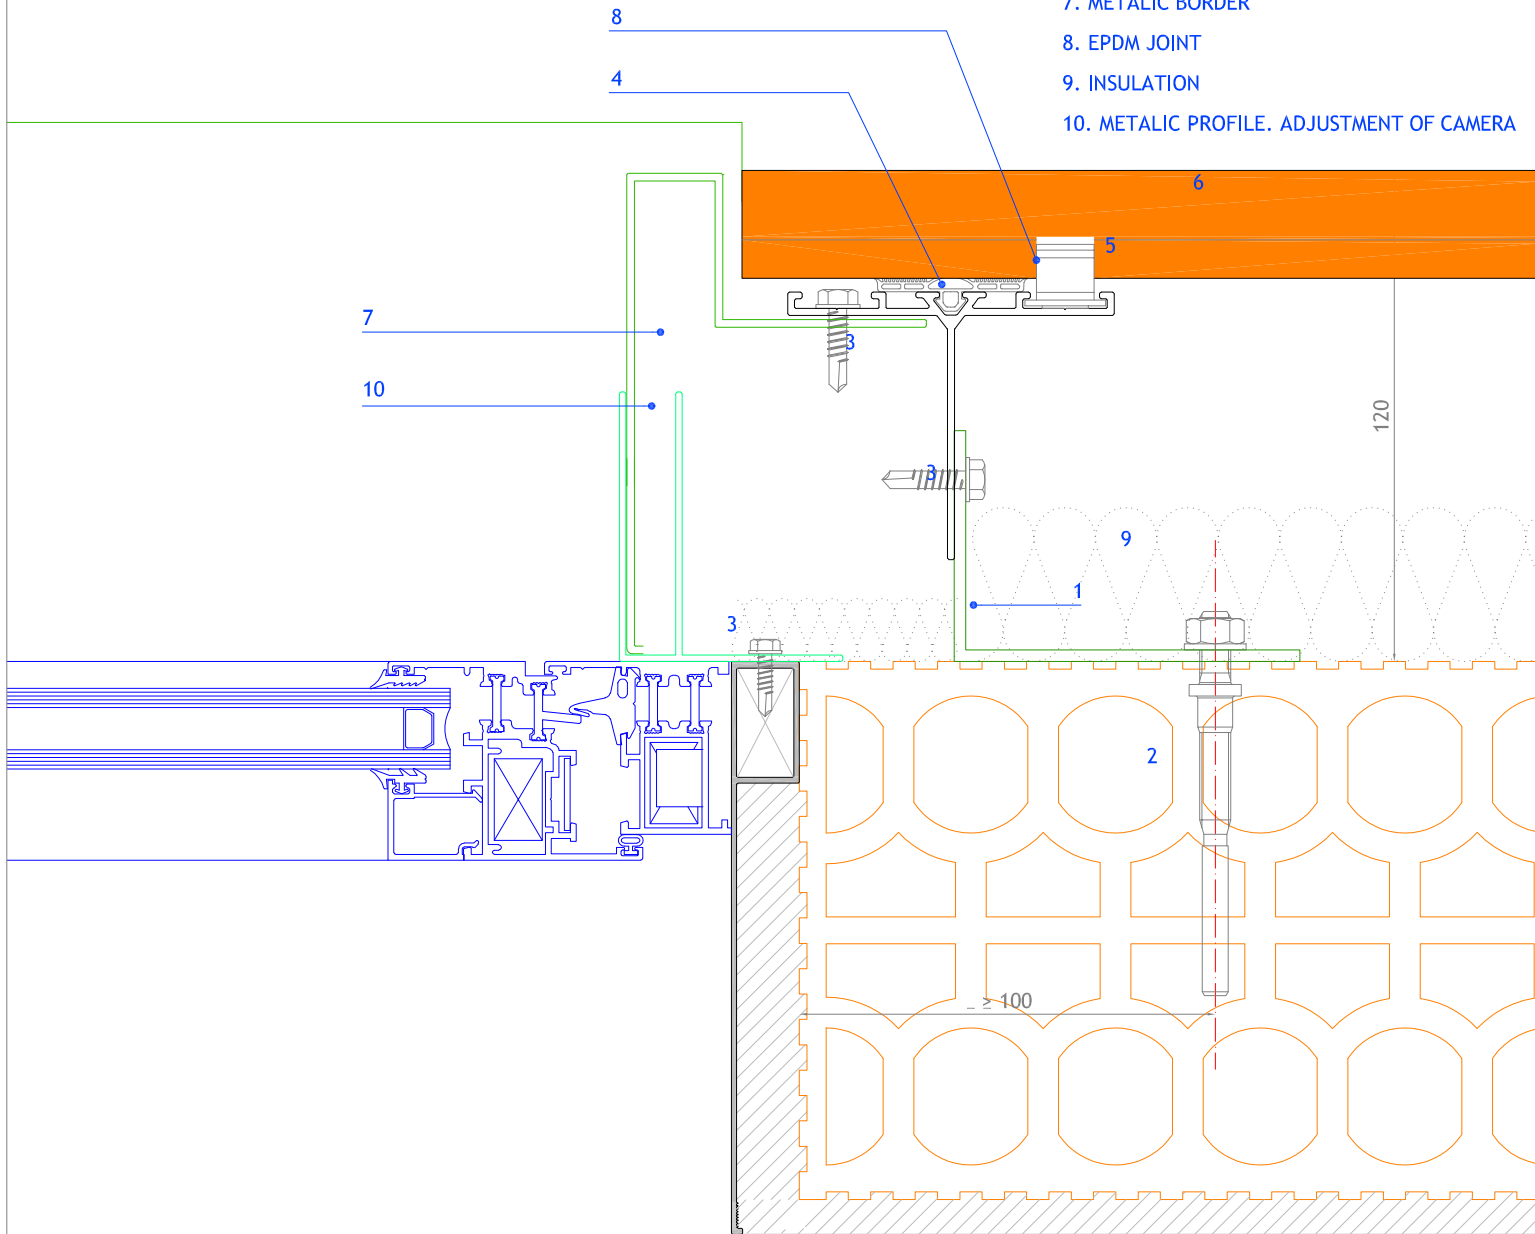 7. METALIC BORDER
8
8. EPDM JOINT
4
9. INSULATION
10. METALIC PROFILE. ADJUSTMENT OF CAMERA
6
5
7
3
10
120
3
9
1
3
2
_ ≥ 100